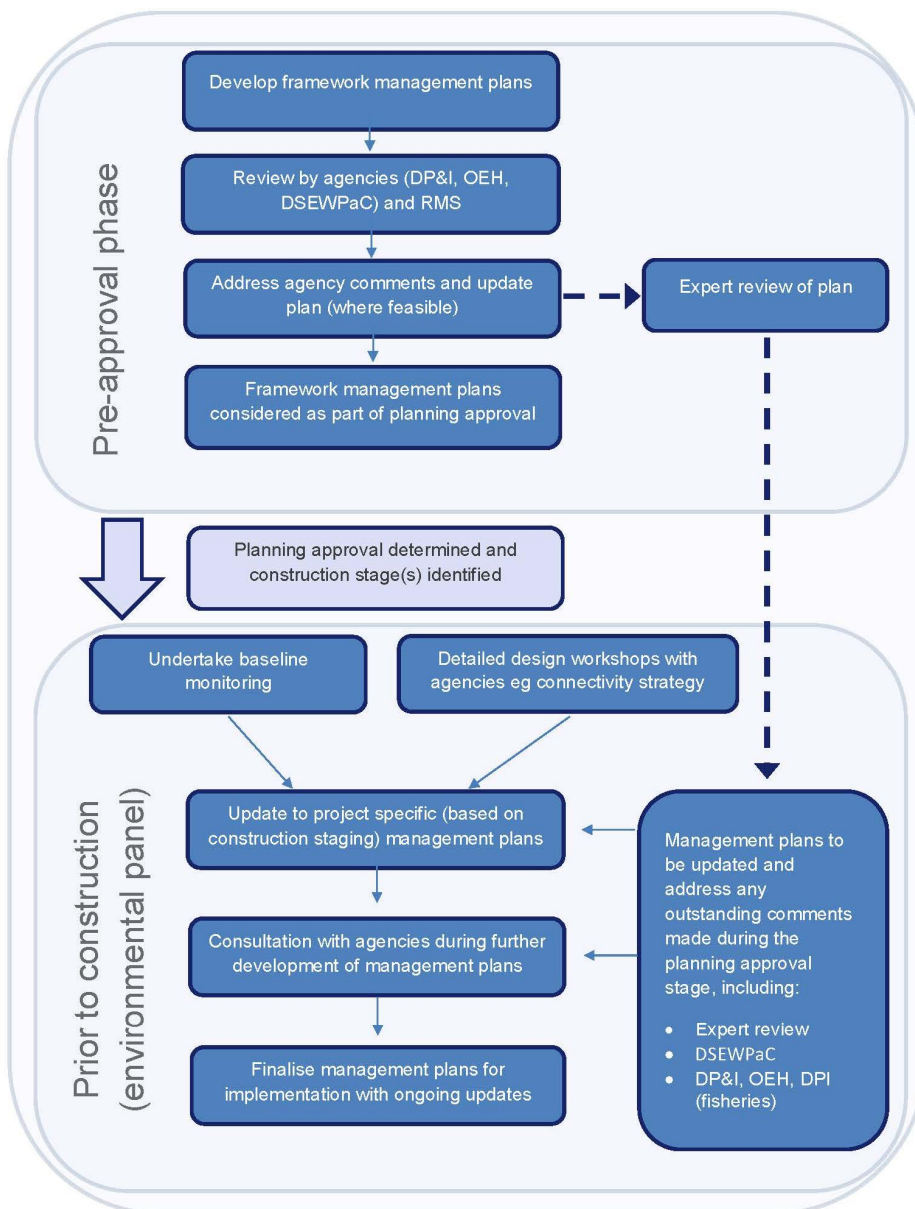 Pre-approval phase
Develop framework management plans
Review by agencies (DP&I, OEH,
DSEWPaC) and RMS
Address agency comments and update
plan (where feasible)
Expert review of plan
Framework management plans
considered as part of planning approval
Planning approval determined and
construction stage(s) identified
Prior to construction
(environmental panel)
Undertake baseline
monitoring
Detailed design workshops with
agencies eg connectivity strategy
Update to project specific (based on
construction staging) management plans
Consultation with agencies during further
development of management plans
Finalise management plans for
implementation with ongoing updates
Management plans to
be updated and
address any
outstanding comments
made during the
planning approval
stage, including:
• Expert review
• DSEWPaC
• DP&I, OEH, DPI
(fisheries)